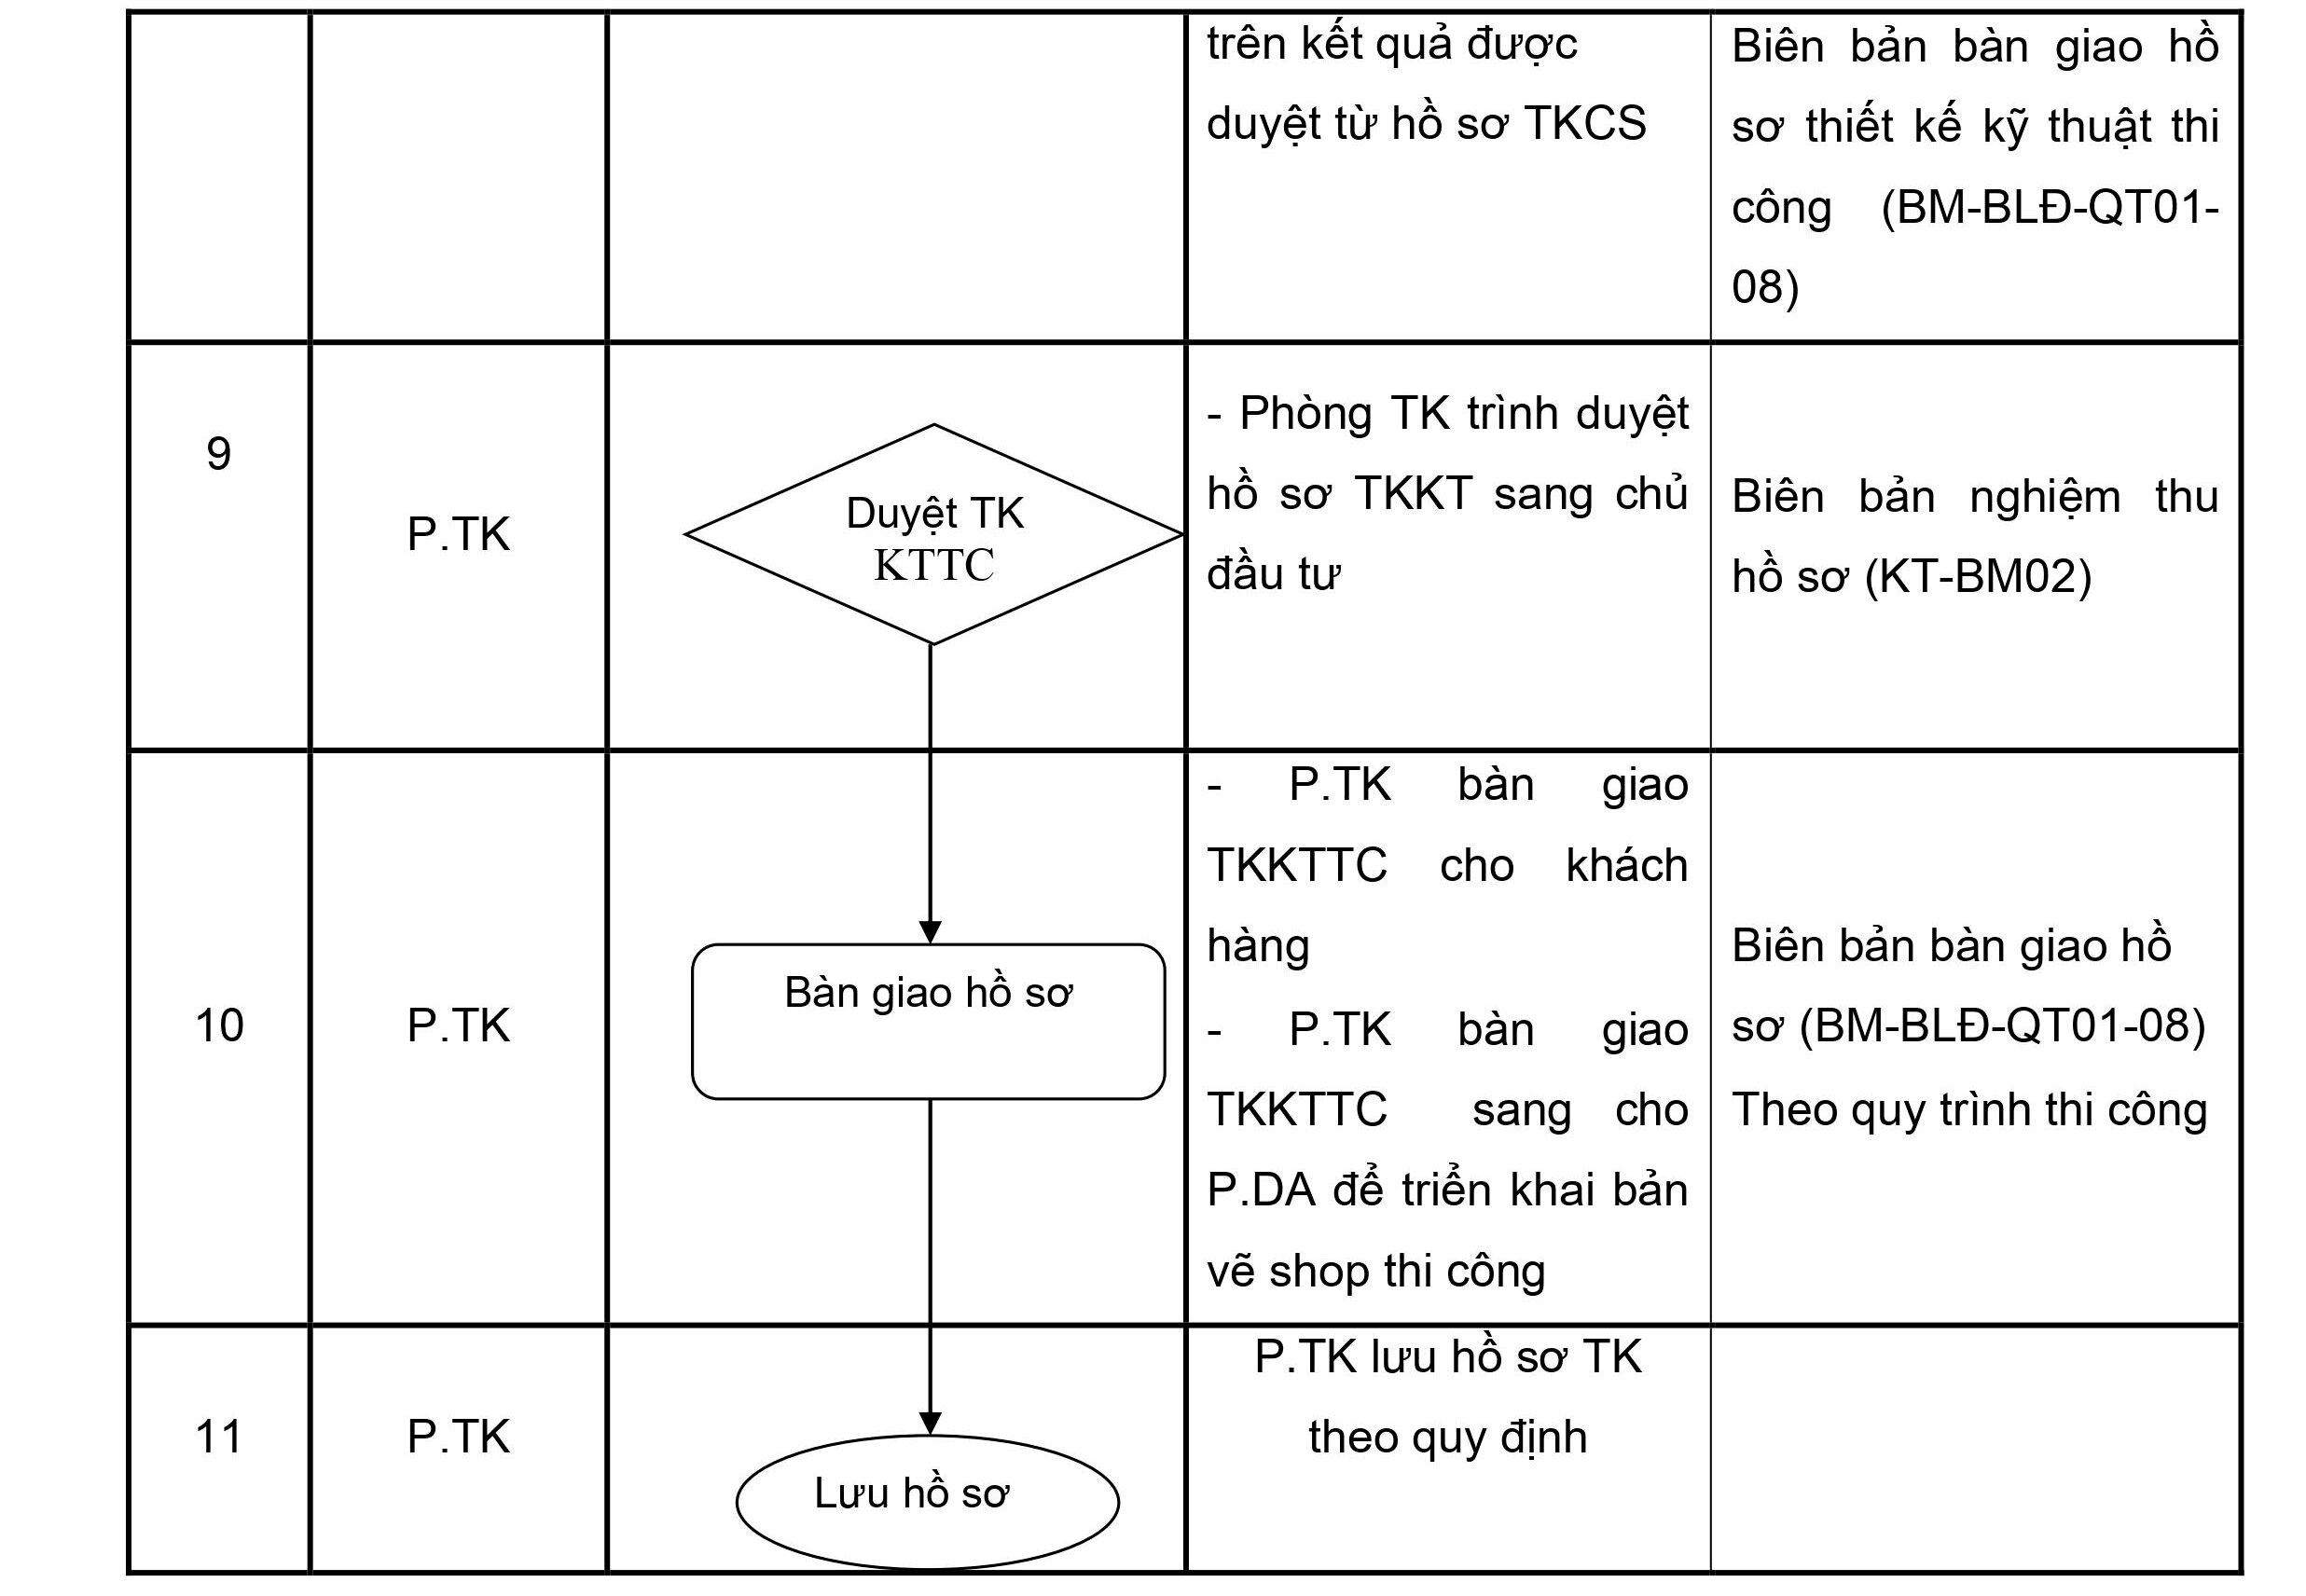 trên kết quả được
duyệt từ hồ sơ TKCS
Biên bản bàn giao hồ
sơ thiết kế kỹ thuật thi
công (BM-BLĐ-QT01-
08)
9
P.TK
Duyệt TK
KTTC
- Phòng TK trình duyệt
hồ sơ TKKT sang chủ
đầu tư
Biên bản nghiệm thu
hồ sơ (KT-BM02)
10
P.TK
Bàn giao hồ sơ
- P.TK bàn giao
TKKTTC cho khách
hàng
- P.TK bàn giao
TKKTTC sang cho
P.DA để triển khai bản
vẽ shop thi công
Biên bản bàn giao hồ
sơ (BM-BLĐ-QT01-08)
Theo quy trình thi công
11
P.TK
Lưu hồ sơ
P.TK lưu hồ sơ TK
theo quy định